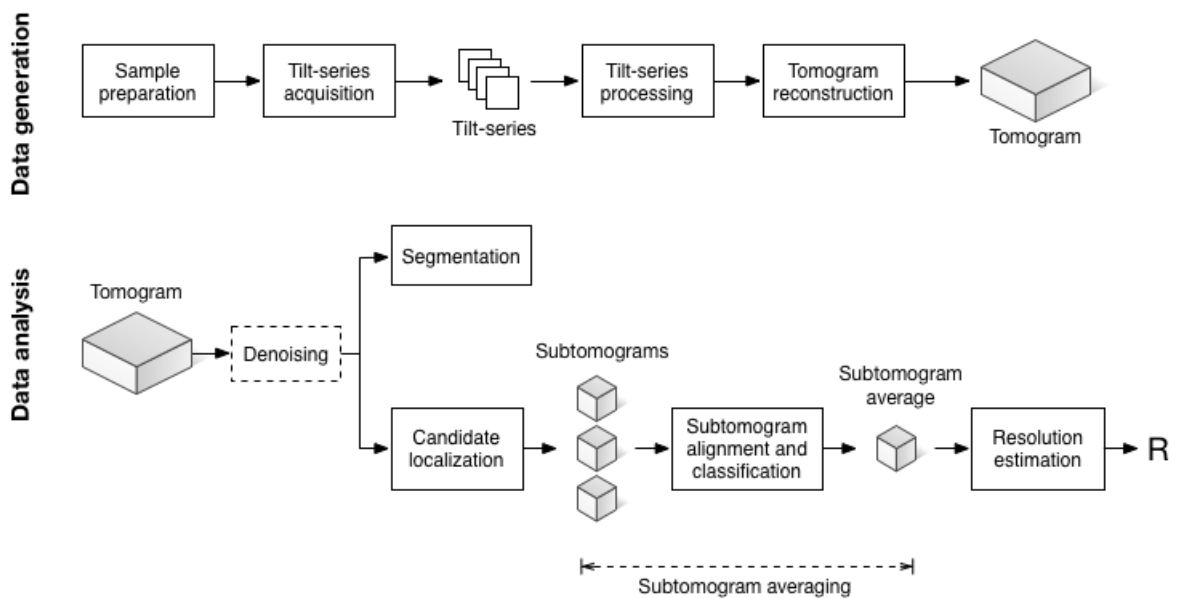 Data generation
Sample
preparation
Tilt-series
acquisition
Tilt-series
Tilt-series
processing
Tomogram
reconstruction
Tomogram
Data analysis
Tomogram
Denoising
Segmentation
Candidate
localization
Subtomograms
Subtomogram
alignment and
classification
Subtomogram
average
Resolution
estimation
R
Subtomogram averaging